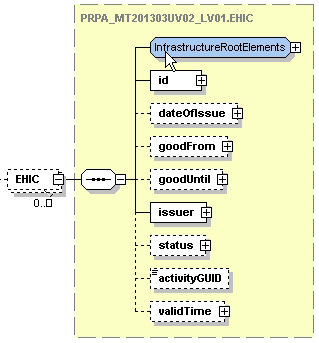 PRPA_MT201303UV02_LV01.EHIC
InfrastructureRootElements
id
dateOfIssue
goodFrom
goodUntil
EHIC
0..
issuer
status
activityGUID
validTime